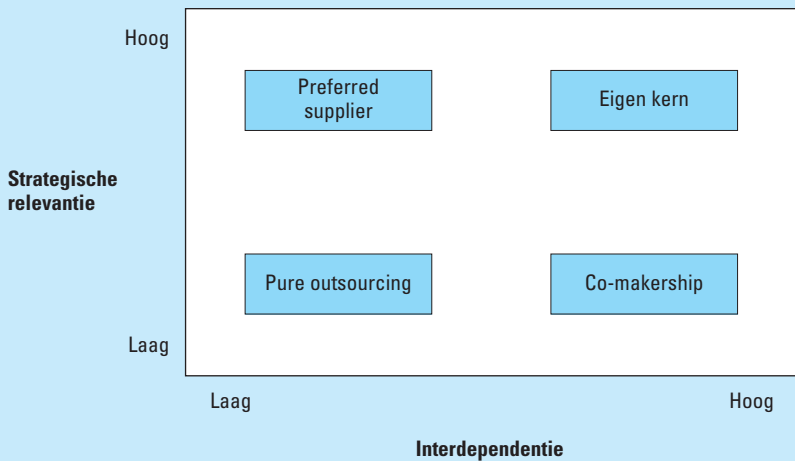 Hoog
Preferred
supplier
Eigen kern
Strategische
relevantie
Pure outsourcing
Co-makership
Laag
Laag
Hoog
Interdependentie